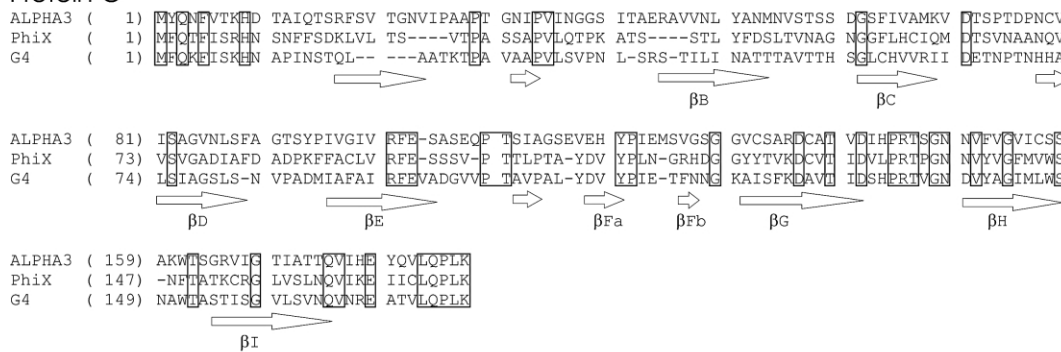 ALPHA3 ( 1) MYQNFVTKHD TAIQTSRFSV TGNVIPAAPT GNIPVINGGS ITAERAVVNL YANMNVSTSS DGSFIVAMKV DTSPTDPNCV
PhiX ( 1) MFQTFISRHN SNFFSDKLVL TS----VTPA SSAPVLQTPK ATS---STLY FDSLTVNAGN GGFLHCIQM DTSVNAANQV
G4 ( 1) MFQKFISKHN APINSTQL-- ---AATKTPA VAAPVLSVPN L-SRS-TILI NATTTAVTTH SGLCHVVRII DETNPTNHHA
βB βC
ALPHA3 ( 81) ISAGVNLSFA GTSYPIVGIV RFE-SASEQP TSIAGSEVEH YPIEMSVGSG GVCSARDCAT VDIHPRTSGN NVFVGVICSS
PhiX ( 73) VSVGADIAFD ADPKFFACLV RFE-SSSV-P TTLPTA-YDV YPLN-GRHDG GYYTVKDCVT IDVLPRTPGN NVYVGFMVWS
G4 ( 74) LSIAGSLS-N VPADMIAFAI RFEVADGVVP TAVPAL-YDV YPIE-TFNNG KAISFKDAVT IDSHPRTVGN DVYAGIMLWS
βD βE βFa βFb βG βH
ALPHA3 ( 159) AKWTSGRVIG TIATTQVIHE YQVLQPLK
PhiX ( 147) -NFTATKCRG LVSLNQVIKE IICLQPLK
G4 ( 149) NAWTASTISG VLSVNQVNRE ATVLQPLK
βI